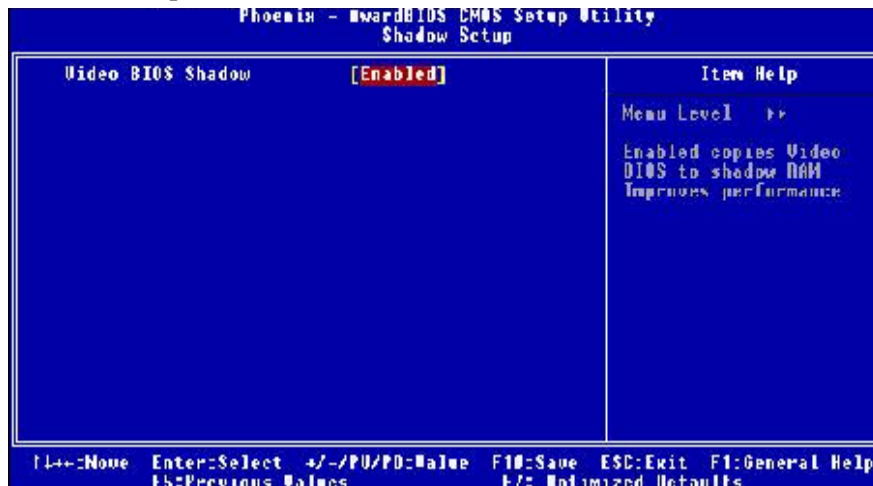 Phoenix - AwardBIOS CMOS Setup Utility
Shadow Setup
Video BIOS Shadow [Enabled]
Item Help
Menu Level ▸▸
Enabled copies Video
BIOS to shadow RAM
Improves performance
↑↓→←:Move Enter:Select +/-/PU/PD:Value F10:Save ESC:Exit F1:General Help
F5:Previous Values F7: Optimized Defaults